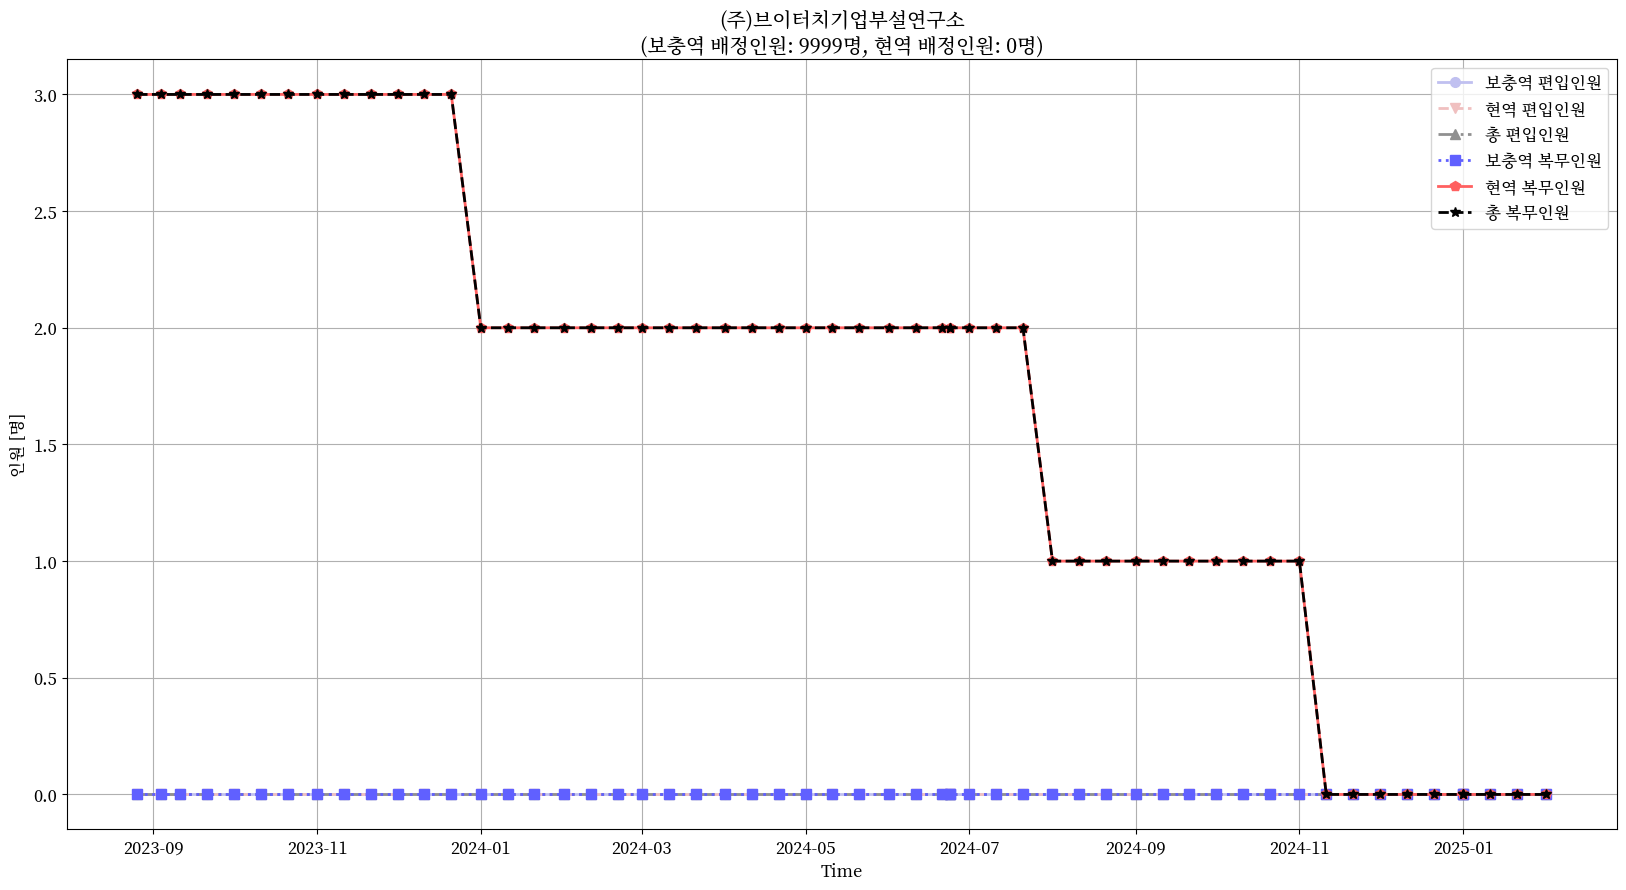 (주)브이터치기업부설연구소
(보충역 배정인원: 9999명, 현역 배정인원: 0명)
보충역 편입인원
현역 편입인원
총 편입인원
보충역 복무인원
현역 복무인원
총 복무인원
인원 [명]
3.0
2.5
2.0
1.5
1.0
0.5
0.0
2023-09 2023-11 2024-01 2024-03 2024-05 2024-07 2024-09 2024-11 2025-01
Time